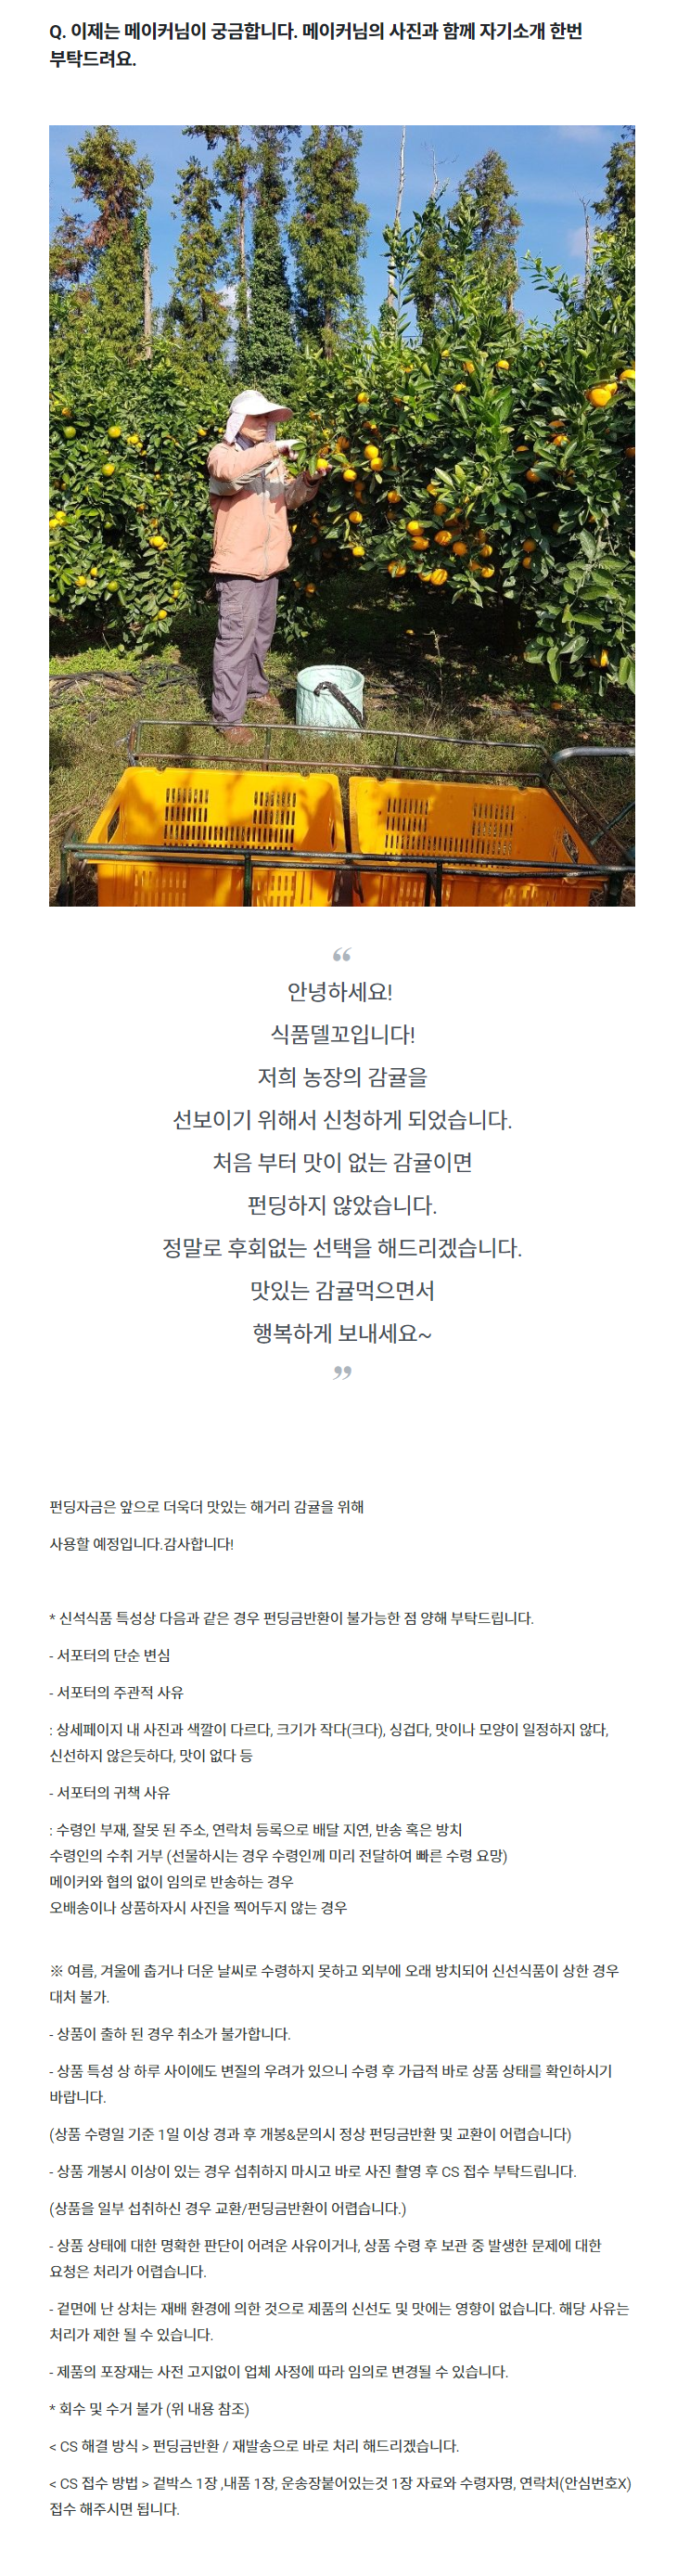 Q. 이제는 메이커님이 궁금합니다. 메이커님의 사진과 함께 자기소개 한번
부탁드려요.
“
안녕하세요!
식품델꼬입니다!
저희 농장의 감귤을
선보이기 위해서 신청하게 되었습니다.
처음 부터 맛이 없는 감귤이면
펀딩하지 않았습니다.
정말로 후회없는 선택을 해드리겠습니다.
맛있는 감귤먹으면서
행복하게 보내세요~
”
펀딩자금은 앞으로 더욱더 맛있는 해거리 감귤을 위해
사용할 예정입니다.감사합니다!
* 신석식품 특성상 다음과 같은 경우 펀딩금반환이 불가능한 점 양해 부탁드립니다.
- 서포터의 단순 변심
- 서포터의 주관적 사유
: 상세페이지 내 사진과 색깔이 다르다, 크기가 작다(크다), 싱겁다, 맛이나 모양이 일정하지 않다,
신선하지 않은듯하다, 맛이 없다 등
- 서포터의 귀책 사유
: 수령인 부재, 잘못 된 주소, 연락처 등록으로 배달 지연, 반송 혹은 방치
수령인의 수취 거부 (선물하시는 경우 수령인께 미리 전달하여 빠른 수령 요망)
메이커와 협의 없이 임의로 반송하는 경우
오배송이나 상품하자시 사진을 찍어두지 않는 경우
※ 여름, 겨울에 춥거나 더운 날씨로 수령하지 못하고 외부에 오래 방치되어 신선식품이 상한 경우
대처 불가.
- 상품이 출하 된 경우 취소가 불가합니다.
- 상품 특성 상 하루 사이에도 변질의 우려가 있으니 수령 후 가급적 바로 상품 상태를 확인하시기
바랍니다.
(상품 수령일 기준 1일 이상 경과 후 개봉&문의시 정상 펀딩금반환 및 교환이 어렵습니다)
- 상품 개봉시 이상이 있는 경우 섭취하지 마시고 바로 사진 촬영 후 CS 접수 부탁드립니다.
(상품을 일부 섭취하신 경우 교환/펀딩금반환이 어렵습니다.)
- 상품 상태에 대한 명확한 판단이 어려운 사유이거나, 상품 수령 후 보관 중 발생한 문제에 대한
요청은 처리가 어렵습니다.
- 겉면에 난 상처는 재배 환경에 의한 것으로 제품의 신선도 및 맛에는 영향이 없습니다. 해당 사유는
처리가 제한 될 수 있습니다.
- 제품의 포장재는 사전 고지없이 업체 사정에 따라 임의로 변경될 수 있습니다.
* 회수 및 수거 불가 (위 내용 참조)
< CS 해결 방식 > 펀딩금반환 / 재발송으로 바로 처리 해드리겠습니다.
< CS 접수 방법 > 겉박스 1장 ,내품 1장, 운송장붙어있는것 1장 자료와 수령자명, 연락처(안심번호X)
접수 해주시면 됩니다.